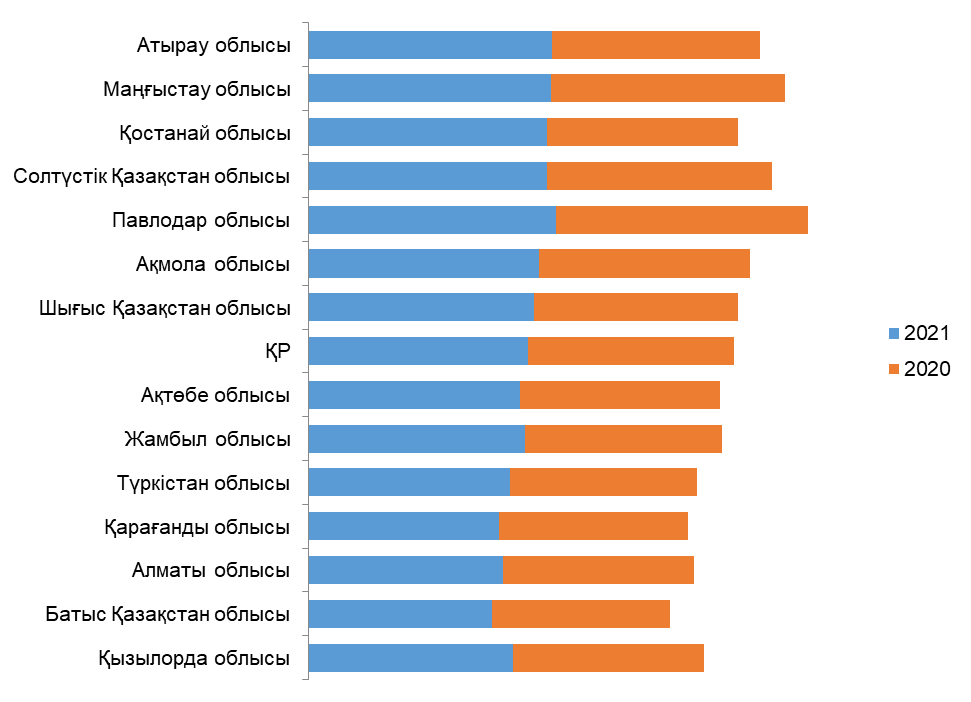 Атырау облысы
Маңғыстау облысы
Қостанай облысы
Солтүстік Қазақстан облысы
Павлодар облысы
Ақмола облысы
Шығыс Қазақстан облысы
ҚР
Ақтөбе облысы
Жамбыл облысы
Түркістан облысы
Қарағанды облысы
Алматы облысы
Батыс Қазақстан облысы
Қызылорда облысы
2021
2020